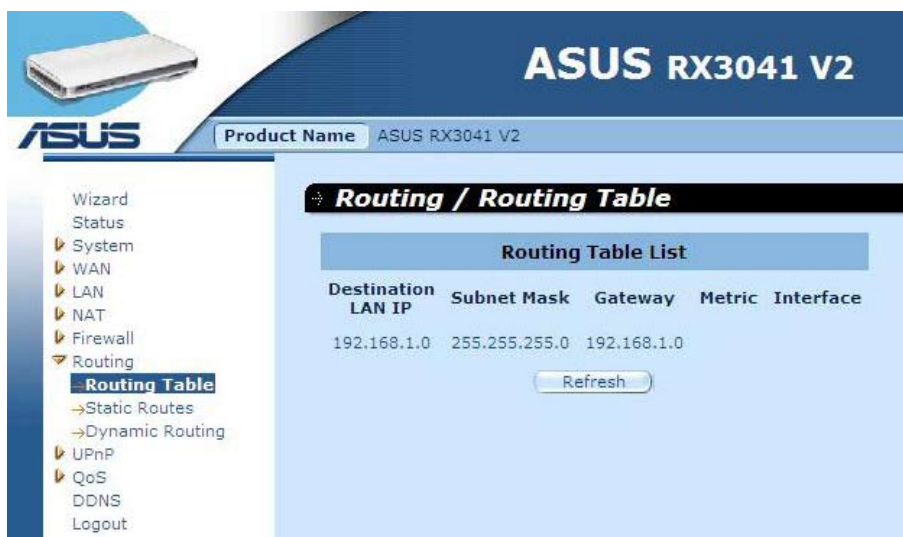 ASUS RX3041 V2
ASUS
Product Name ASUS RX3041 V2
Wizard
Status
System
WAN
LAN
NAT
Firewall
Routing
→Routing Table
→Static Routes
→Dynamic Routing
UPnP
QoS
DDNS
Logout
Routing / Routing Table
Routing Table List
Destination LAN IP Subnet Mask Gateway Metric Interface
192.168.1.0 255.255.255.0 192.168.1.0
Refresh